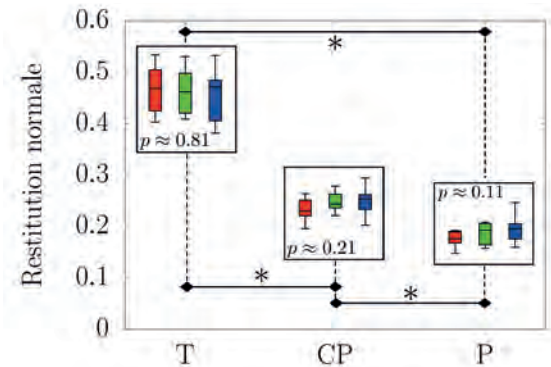 Restitution normale
0.6
0.5
0.4
0.3
0.2
0.1
0
*
p ≈ 0.81
p ≈ 0.21
p ≈ 0.11
*
*
T CP P